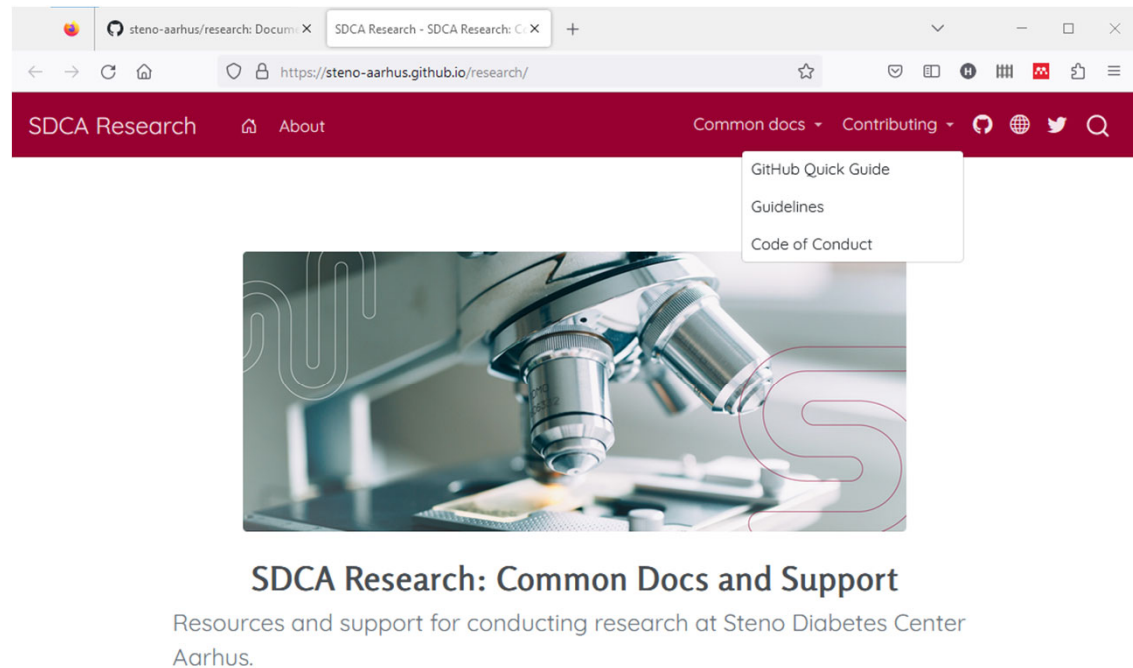 steno-aarhus/research: Docume
SDCA Research - SDCA Research: Co
https://steno-aarhus.github.io/research/
SDCA Research
About
Common docs
Contributing
GitHub Quick Guide
Guidelines
Code of Conduct
SDCA Research: Common Docs and Support
Resources and support for conducting research at Steno Diabetes Center
Aarhus.